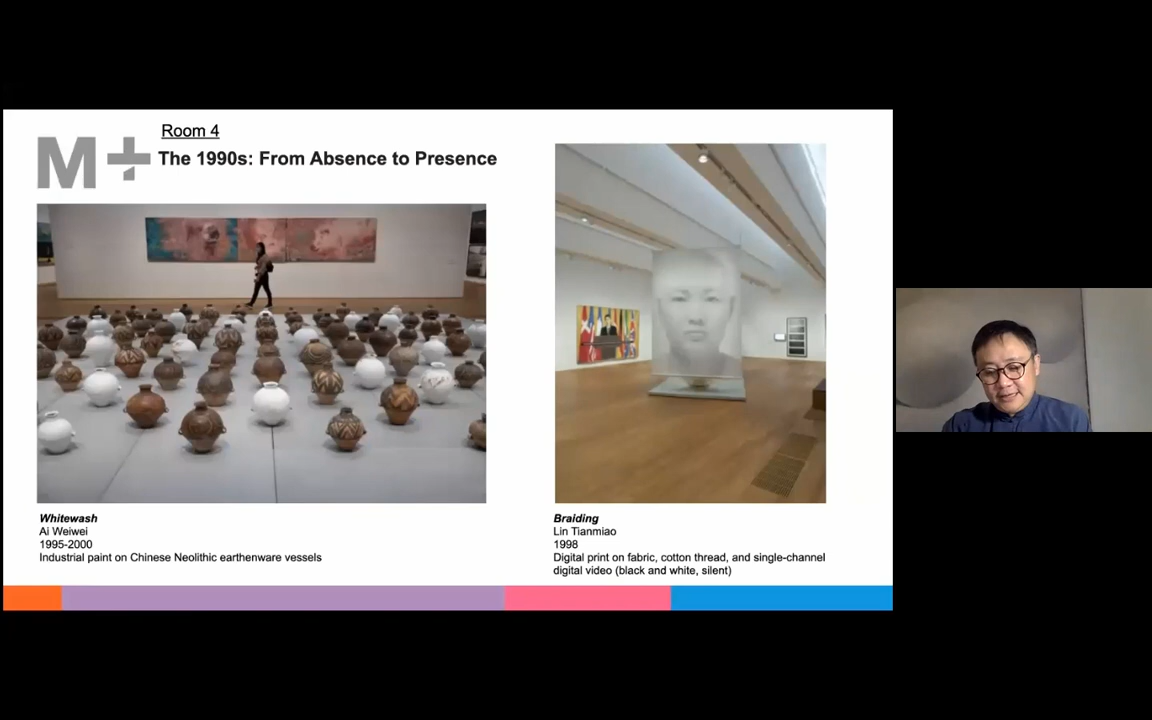 Room 4
M+
The 1990s: From Absence to Presence
Whitewash
Ai Weiwei
1995-2000
Industrial paint on Chinese Neolithic earthenware vessels
Braiding
Lin Tianmiao
1998
Digital print on fabric, cotton thread, and single-channel
digital video (black and white, silent)